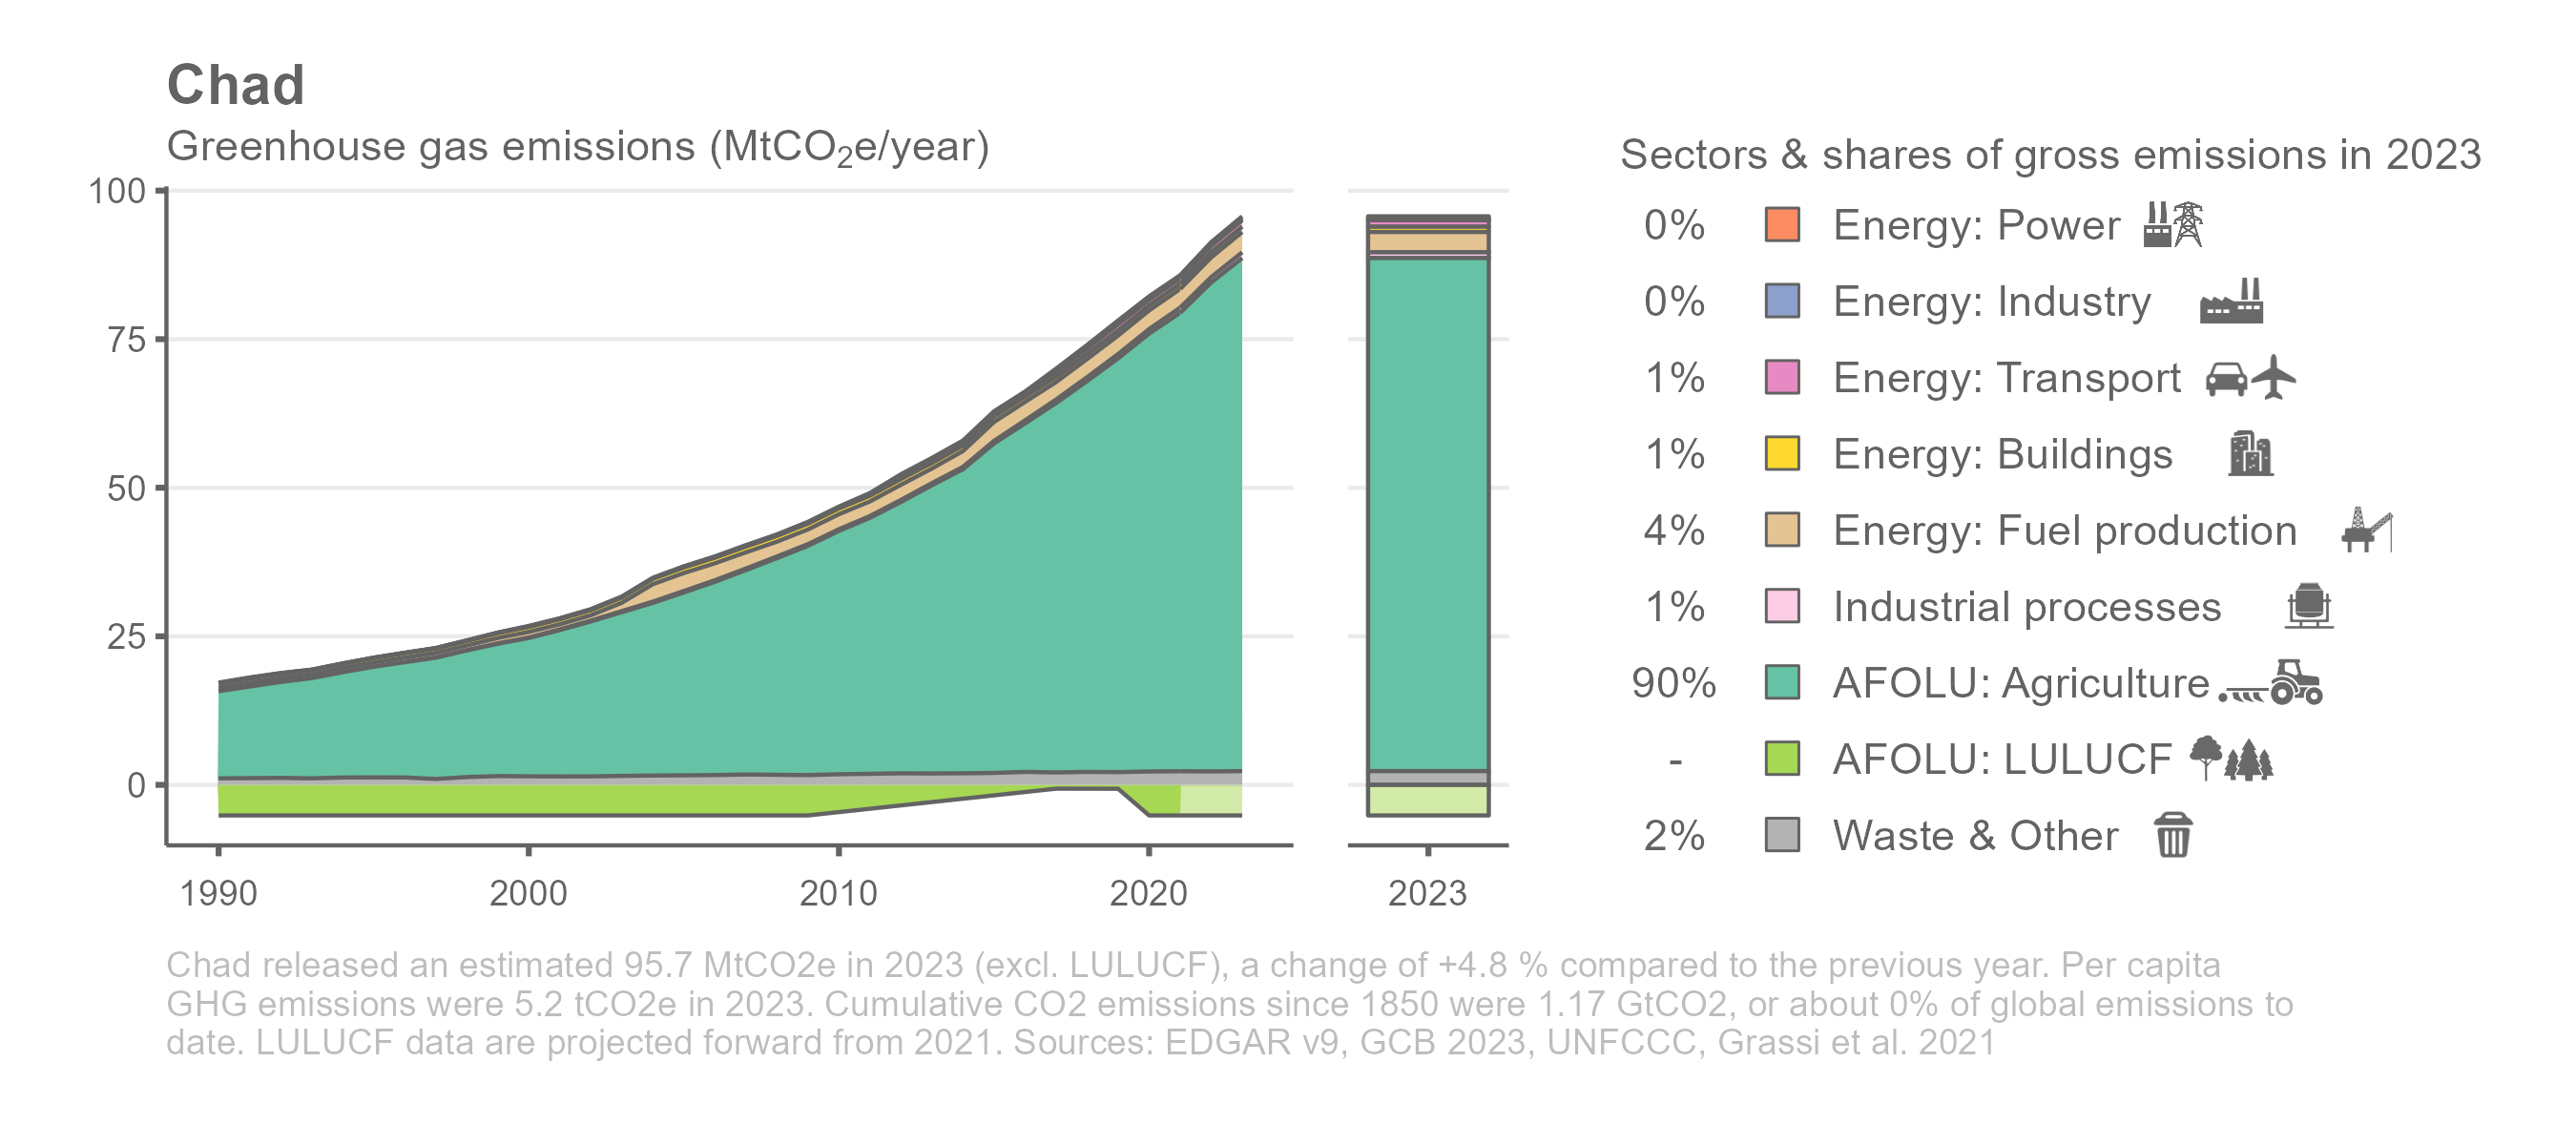 Chad
Greenhouse gas emissions (MtCO₂e/year)
100
75
50
25
0
1990 2000 2010 2020 2023
Sectors & shares of gross emissions in 2023
0% Energy: Power
0% Energy: Industry
1% Energy: Transport
1% Energy: Buildings
4% Energy: Fuel production
1% Industrial processes
90% AFOLU: Agriculture
- AFOLU: LULUCF
2% Waste & Other
Chad released an estimated 95.7 MtCO2e in 2023 (excl. LULUCF), a change of +4.8 % compared to the previous year. Per capita
GHG emissions were 5.2 tCO2e in 2023. Cumulative CO2 emissions since 1850 were 1.17 GtCO2, or about 0% of global emissions to
date. LULUCF data are projected forward from 2021. Sources: EDGAR v9, GCB 2023, UNFCCC, Grassi et al. 2021